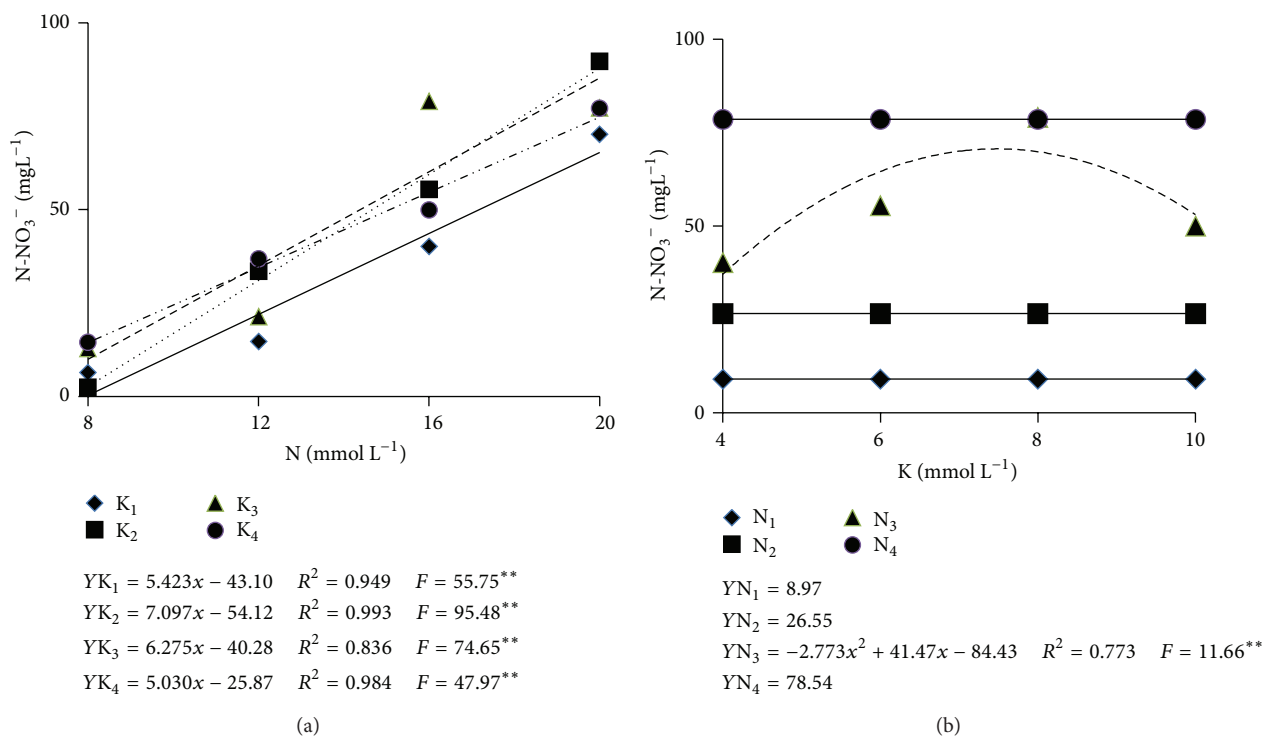 100
50
0
N-NO₃⁻ (mgL⁻¹)
8 12 16 20
N (mmol L⁻¹)
K₁ K₃
K₂ K₄
YK₁ = 5.423x − 43.10 R² = 0.949 F = 55.75**
YK₂ = 7.097x − 54.12 R² = 0.993 F = 95.48**
YK₃ = 6.275x − 40.28 R² = 0.836 F = 74.65**
YK₄ = 5.030x − 25.87 R² = 0.984 F = 47.97**
(a)
100
50
0
N-NO₃⁻ (mgL⁻¹)
4 6 8 10
K (mmol L⁻¹)
N₁ N₃
N₂ N₄
YN₁ = 8.97
YN₂ = 26.55
YN₃ = −2.773x² + 41.47x − 84.43 R² = 0.773 F = 11.66**
YN₄ = 78.54
(b)